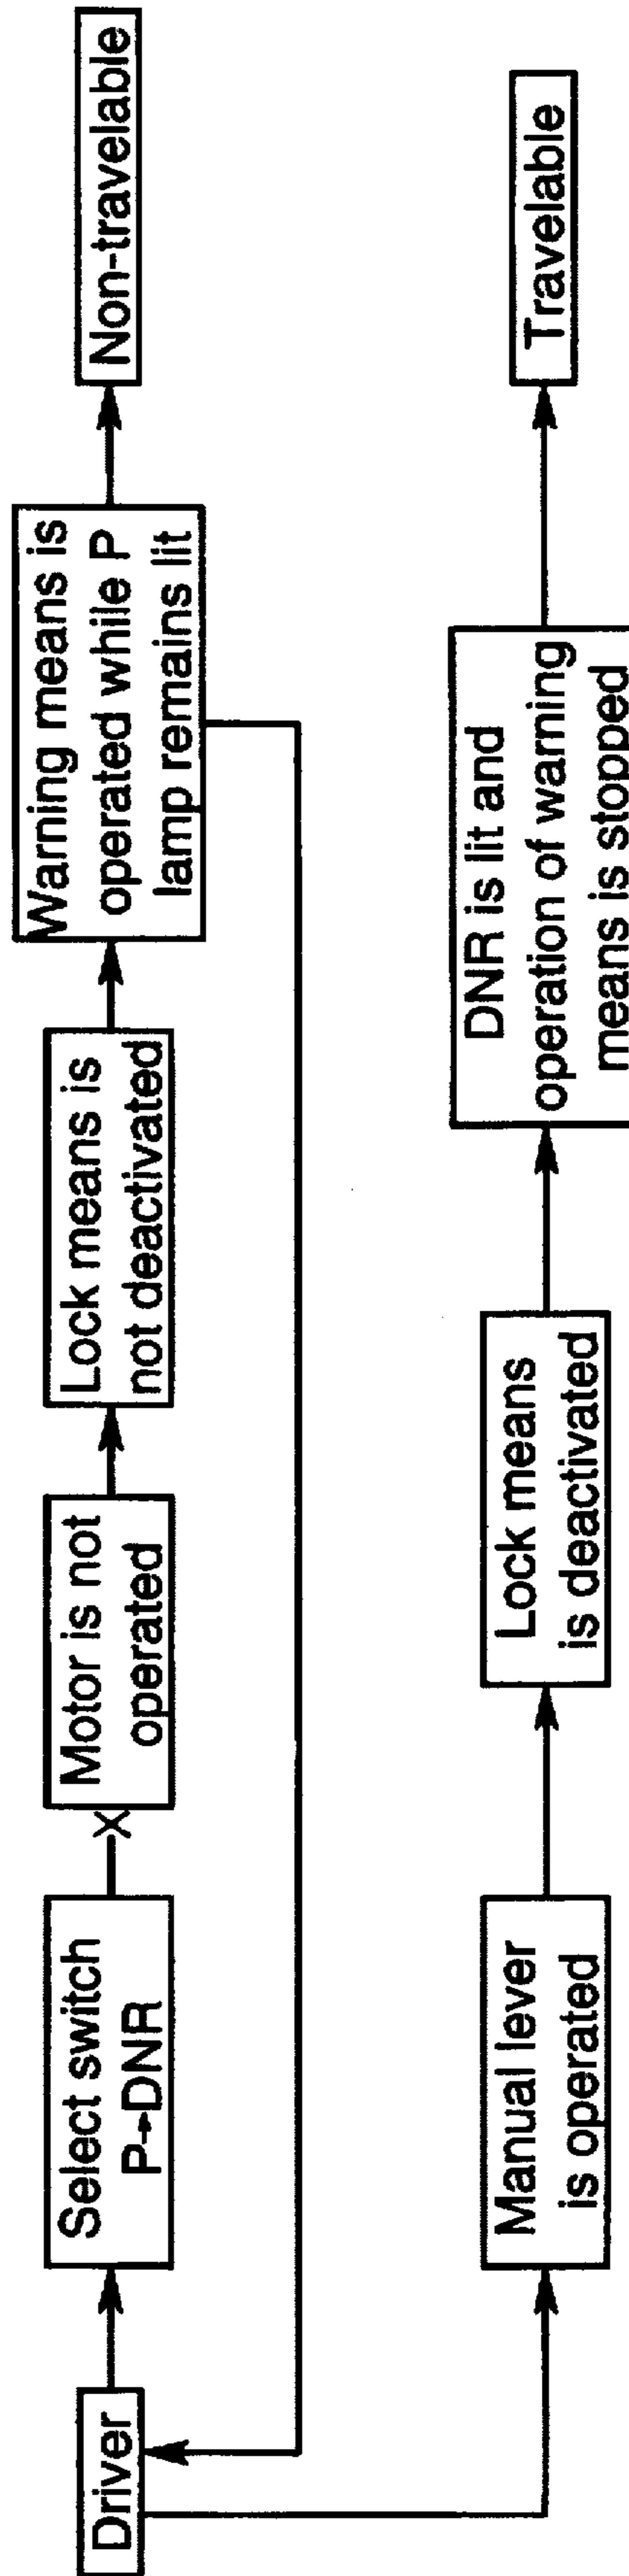 Driver
Select switch
P→DNR
X
Motor is not
operated
Lock means is
not deactivated
Warning means is
operated while P
lamp remains lit
Non-travelable
Manual lever
is operated
Lock means
is deactivated
DNR is lit and
operation of warning
means is stopped
Travelable